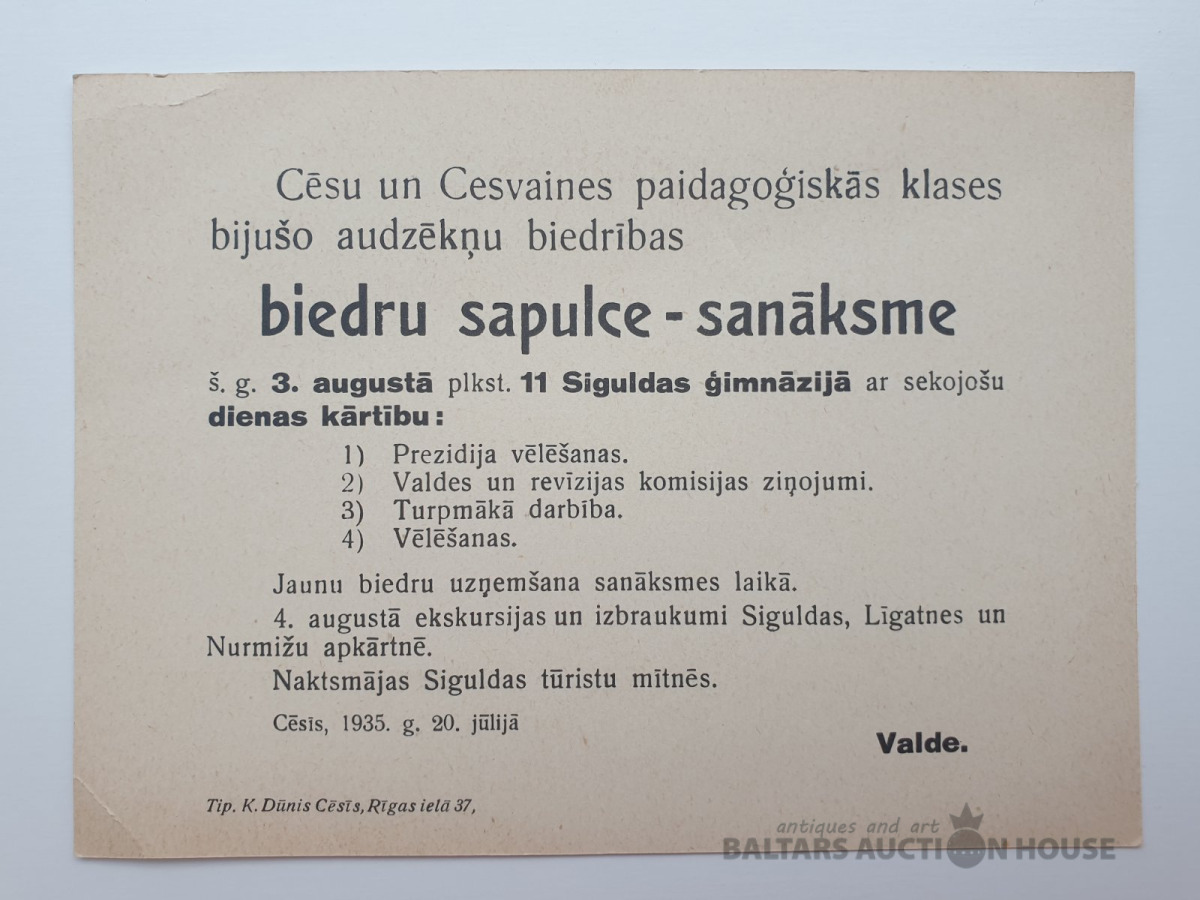 Cēsu un Cesvaines paidagoģiskās klases
bijušo audzēkņu biedrības
biedru sapulce - sanāksme
š. g. 3. augustā plkst. 11 Siguldas ģimnāzijā ar sekojošu
dienas kārtību:
1) Prezidija vēlēšanas.
2) Valdes un revīzijas komisijas ziņojumi.
3) Turpmākā darbība.
4) Vēlēšanas.
Jaunu biedru uzņemšana sanāksmes laikā.
4. augustā ekskursijas un izbraukumi Siguldas, Līgatnes un
Nurmižu apkārtnē.
Naktsmājas Siguldas tūristu mītnēs.
Cēsīs, 1935. g. 20. jūlijā
Valde.
Tip. K. Dūnis Cēsīs, Rīgas ielā 37,
antiques and art
BALTARS AUCTION HOUSE